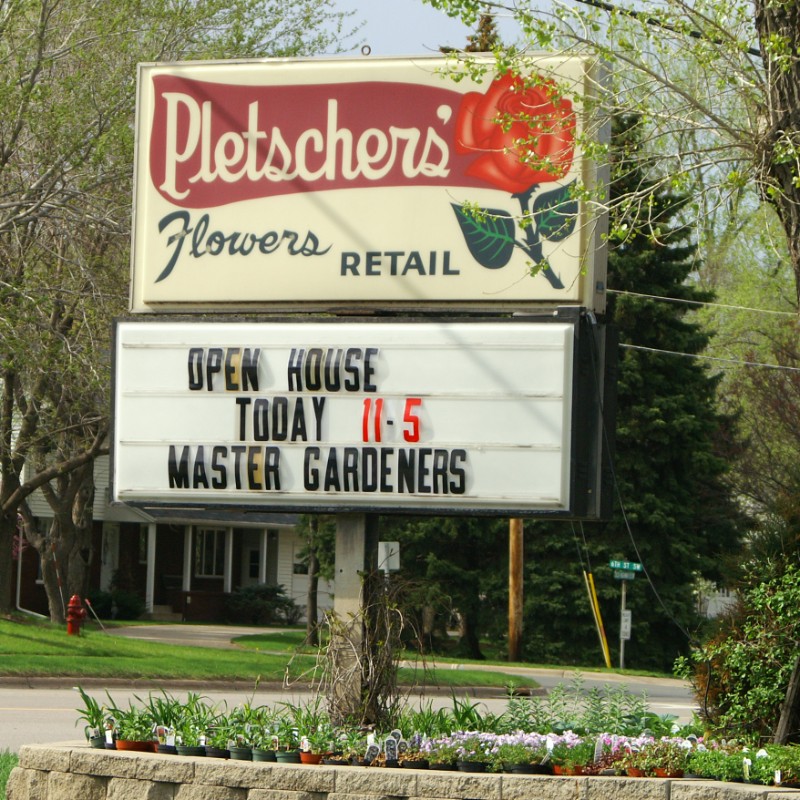 Pletschers'
Flowers RETAIL
OPEN HOUSE
TODAY 11-5
MASTER GARDENERS